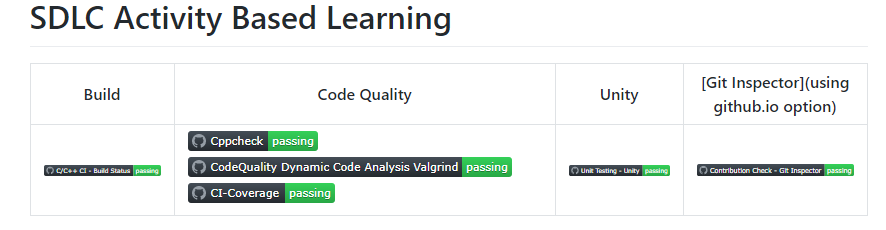 SDLC Activity Based Learning
Build
Code Quality
Unity
[Git Inspector](using
github.io option)
C/C++ CI - Build Status passing
Cppcheck passing
CodeQuality Dynamic Code Analysis Valgrind passing
CI-Coverage passing
Unit Testing - Unity passing
Contribution Check - Git Inspector passing